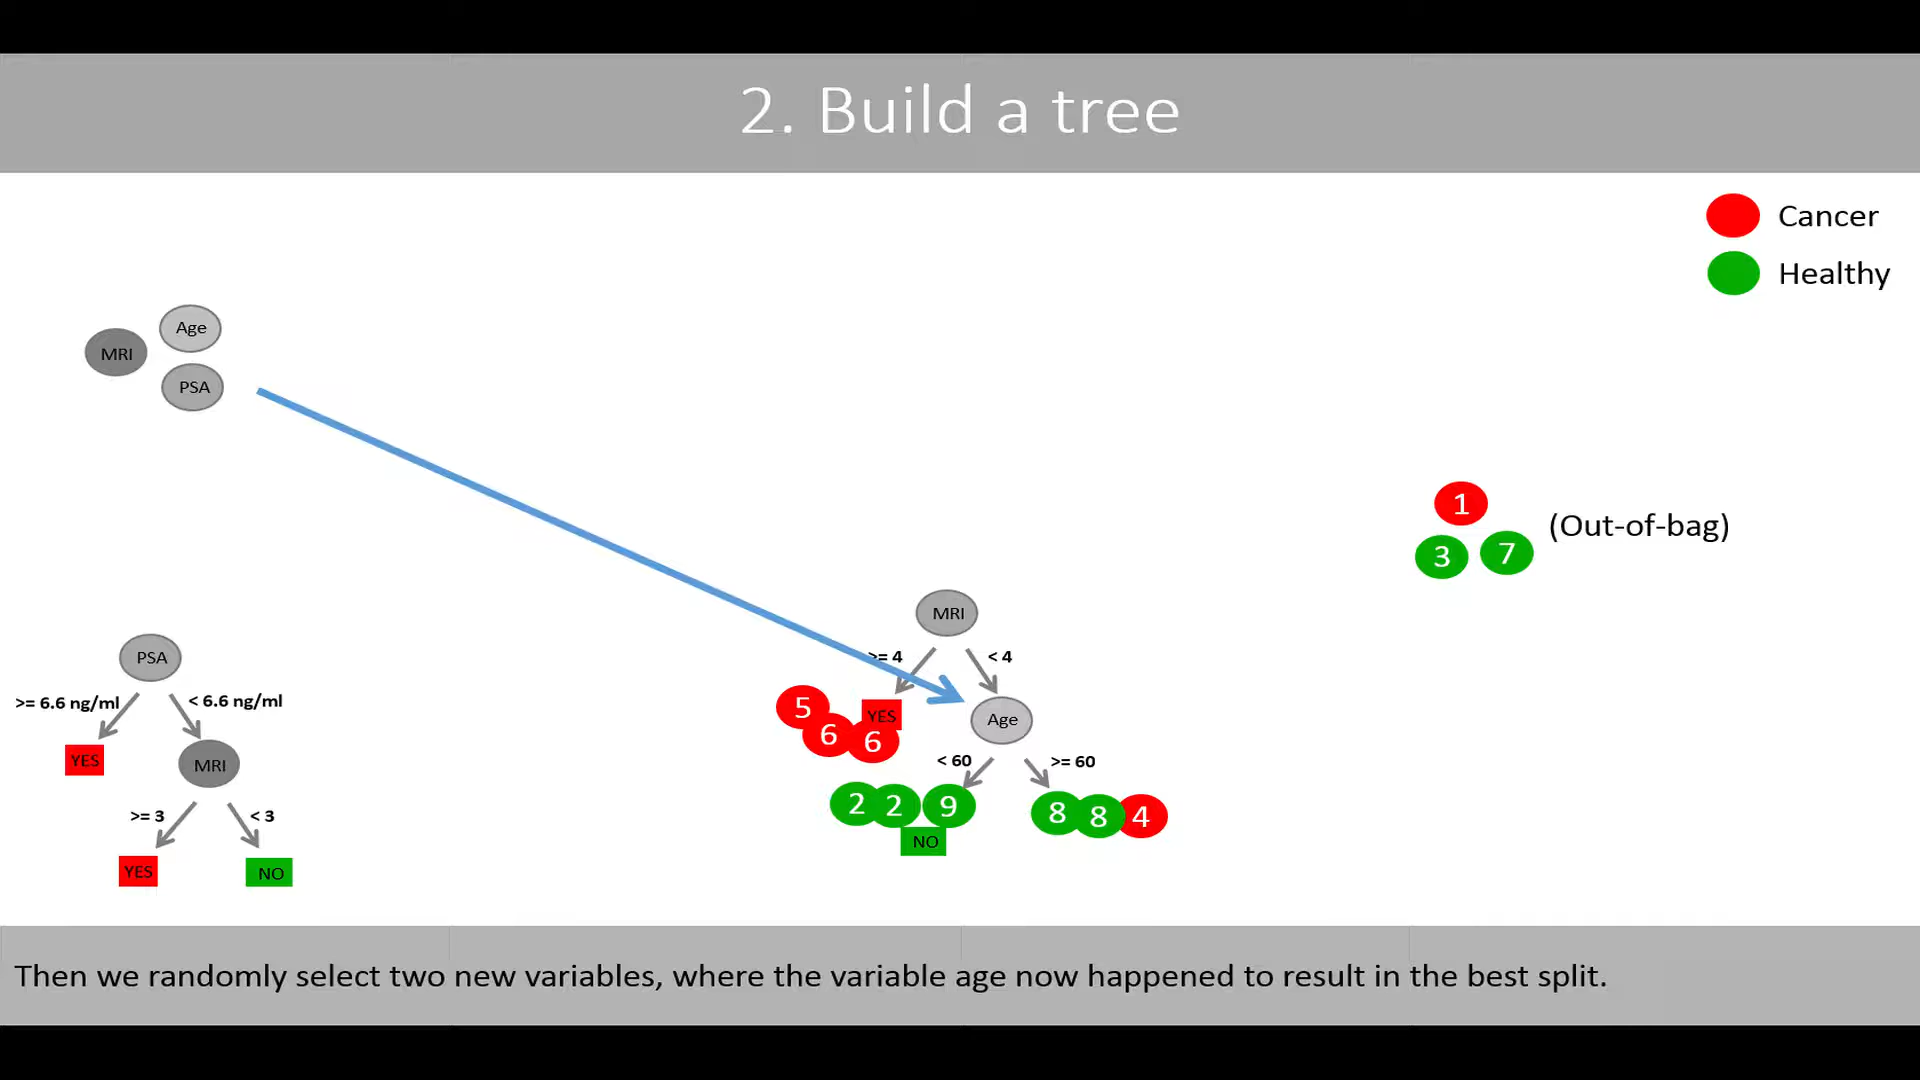 2. Build a tree
Cancer
Healthy
Age
MRI
PSA
1
3
7
(Out-of-bag)
PSA
>= 6.6 ng/ml
< 6.6 ng/ml
YES
MRI
>= 3
< 3
YES
NO
MRI
>= 4
< 4
5
6
6
YES
Age
< 60
>= 60
2
2
9
NO
8
8
4
Then we randomly select two new variables, where the variable age now happened to result in the best split.